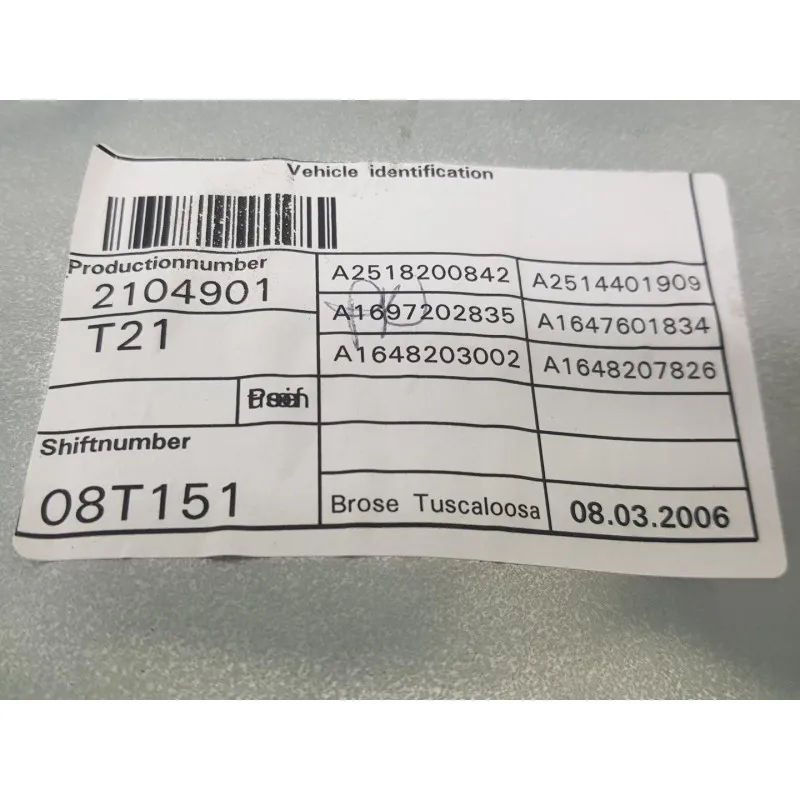 Vehicle identification
Productionnumber
2104901
T21
A2518200842 A2514401909
A1697202835 A1647601834
A1648203002 A1648207826
Shiftnumber
08T151
Brose Tuscaloosa 08.03.2006